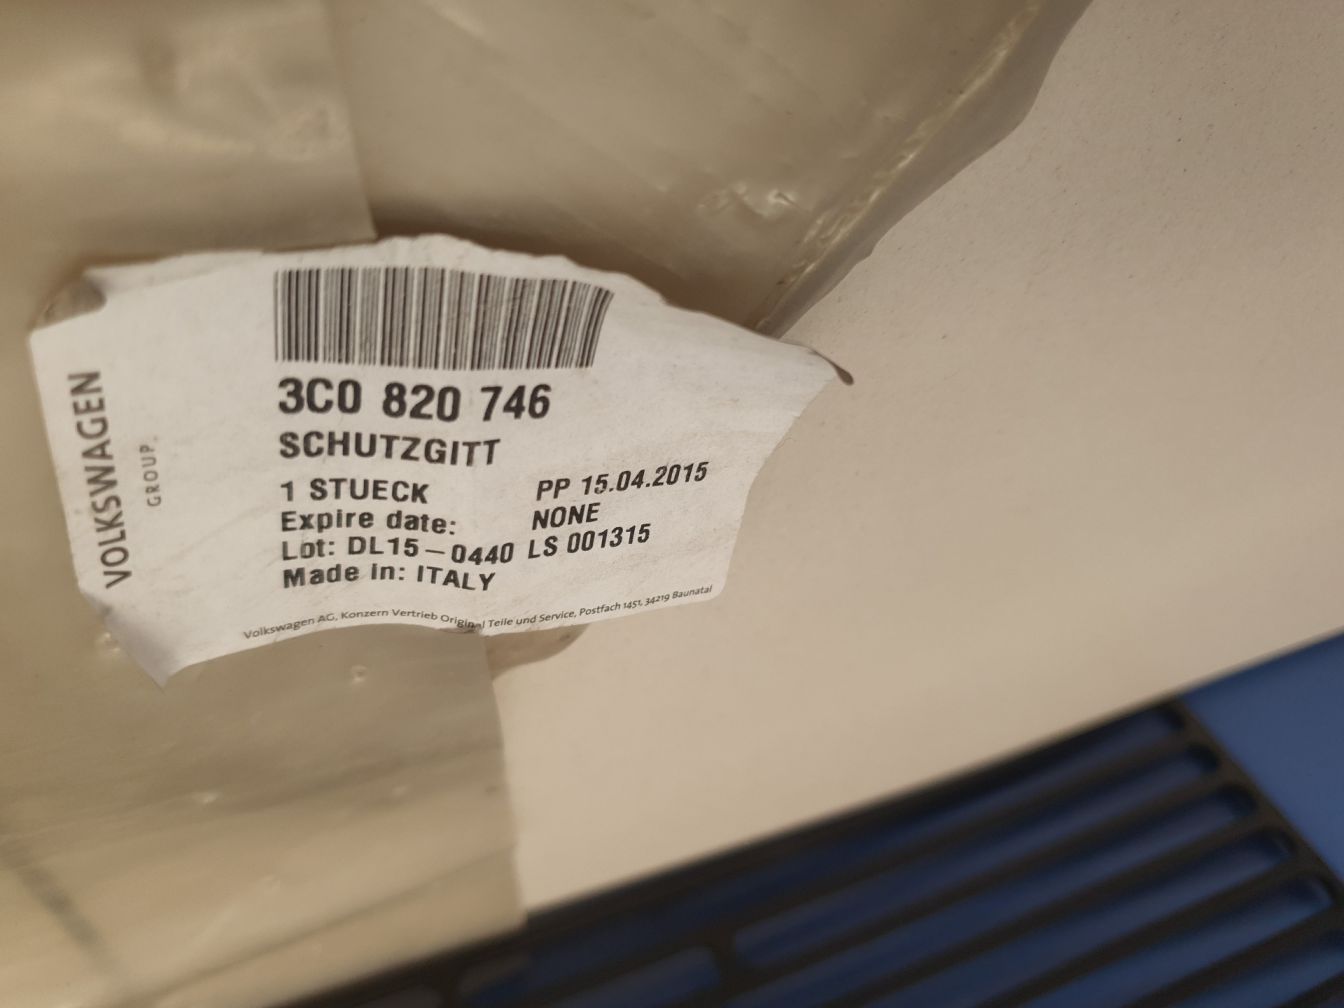 VOLKSWAGEN
GROUP
3C0 820 746
SCHUTZGITT
1 STUECK PP 15.04.2015
Expire date: NONE
Lot: DL15-0440 LS 001315
Made in: ITALY
Volkswagen AG, Konzern Vertrieb Original Teile und Service, Postfach 1451, 34219 Baunatal